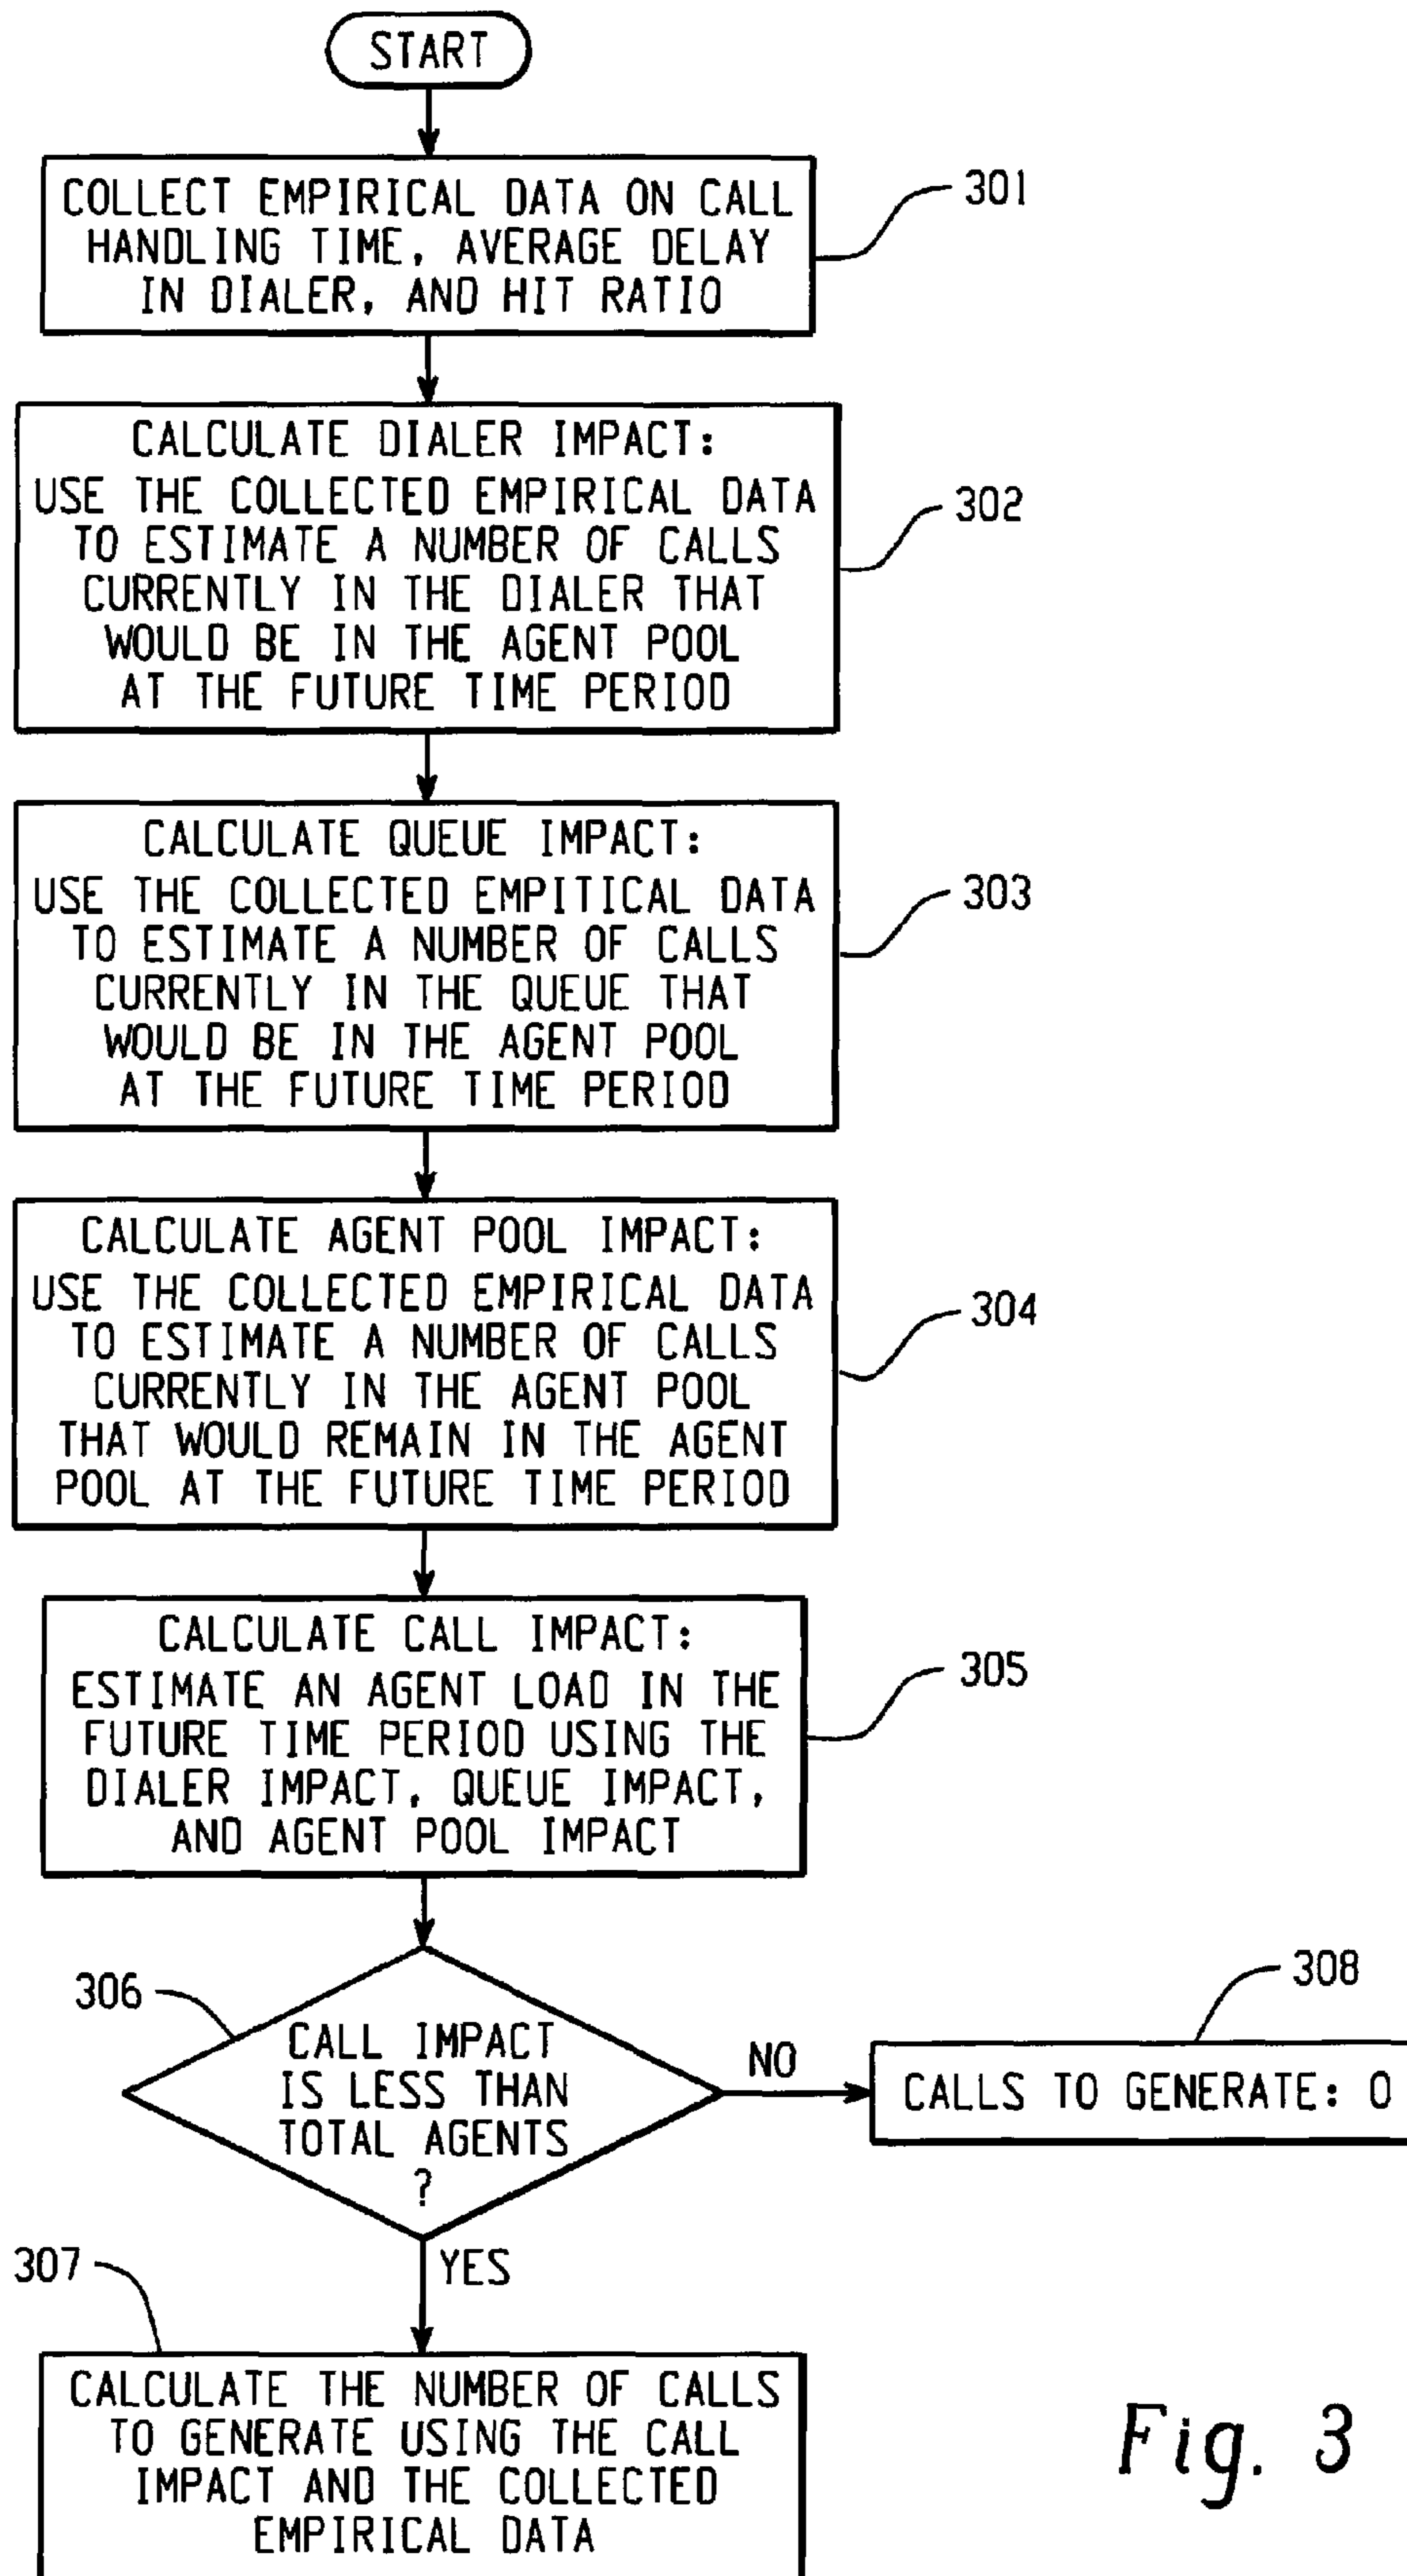 START
COLLECT EMPIRICAL DATA ON CALL
HANDLING TIME, AVERAGE DELAY
IN DIALER, AND HIT RATIO
301
CALCULATE DIALER IMPACT:
USE THE COLLECTED EMPIRICAL DATA
TO ESTIMATE A NUMBER OF CALLS
CURRENTLY IN THE DIALER THAT
WOULD BE IN THE AGENT POOL
AT THE FUTURE TIME PERIOD
302
CALCULATE QUEUE IMPACT:
USE THE COLLECTED EMPITICAL DATA
TO ESTIMATE A NUMBER OF CALLS
CURRENTLY IN THE QUEUE THAT
WOULD BE IN THE AGENT POOL
AT THE FUTURE TIME PERIOD
303
CALCULATE AGENT POOL IMPACT:
USE THE COLLECTED EMPIRICAL DATA
TO ESTIMATE A NUMBER OF CALLS
CURRENTLY IN THE AGENT POOL
THAT WOULD REMAIN IN THE AGENT
POOL AT THE FUTURE TIME PERIOD
304
CALCULATE CALL IMPACT:
ESTIMATE AN AGENT LOAD IN THE
FUTURE TIME PERIOD USING THE
DIALER IMPACT, QUEUE IMPACT,
AND AGENT POOL IMPACT
305
306
CALL IMPACT
IS LESS THAN
TOTAL AGENTS
?
NO
308
CALLS TO GENERATE: 0
YES
307
CALCULATE THE NUMBER OF CALLS
TO GENERATE USING THE CALL
IMPACT AND THE COLLECTED
EMPIRICAL DATA
Fig. 3